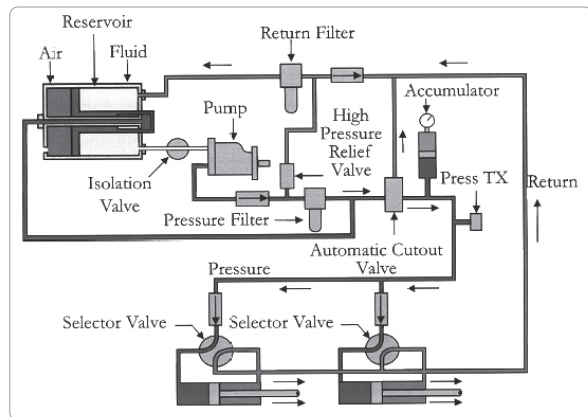 Reservoir
Air
Fluid
Return Filter
Accumulator
Pump
High
Pressure
Relief
Valve
Isolation
Valve
Press TX
Return
Pressure Filter
Automatic Cutout
Valve
Pressure
Selector Valve
Selector Valve